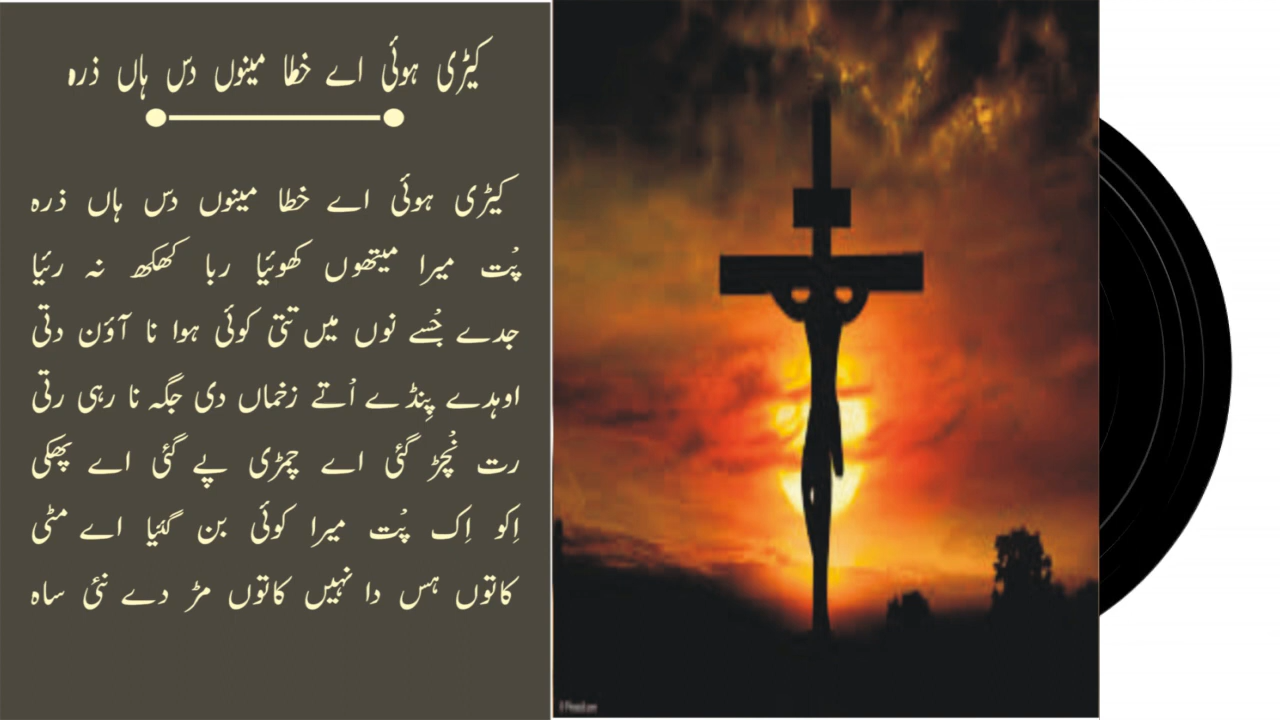 کیڑی ہوئی اے خطا مینوں دس ہاں ذرہ
کیڑی ہوئی اے خطا مینوں دس ہاں ذرہ
پُت میرا میتھوں کھوئیا ربا کھکھ نہ رئیا
جدے جُسے نوں میں تتی کوئی ہوا نا آؤن دتی
اوہدے پِنڈے اُتے زخماں دی جگہ نا رہی رتی
رت نُچڑ گئی اے چمڑی پے گئی اے پھکی
اِکو اِک پُت میرا کوئی بن گئیا اے مٹی
کاتوں ہس دا نہیں کاتوں مڑ دے نئی ساہ